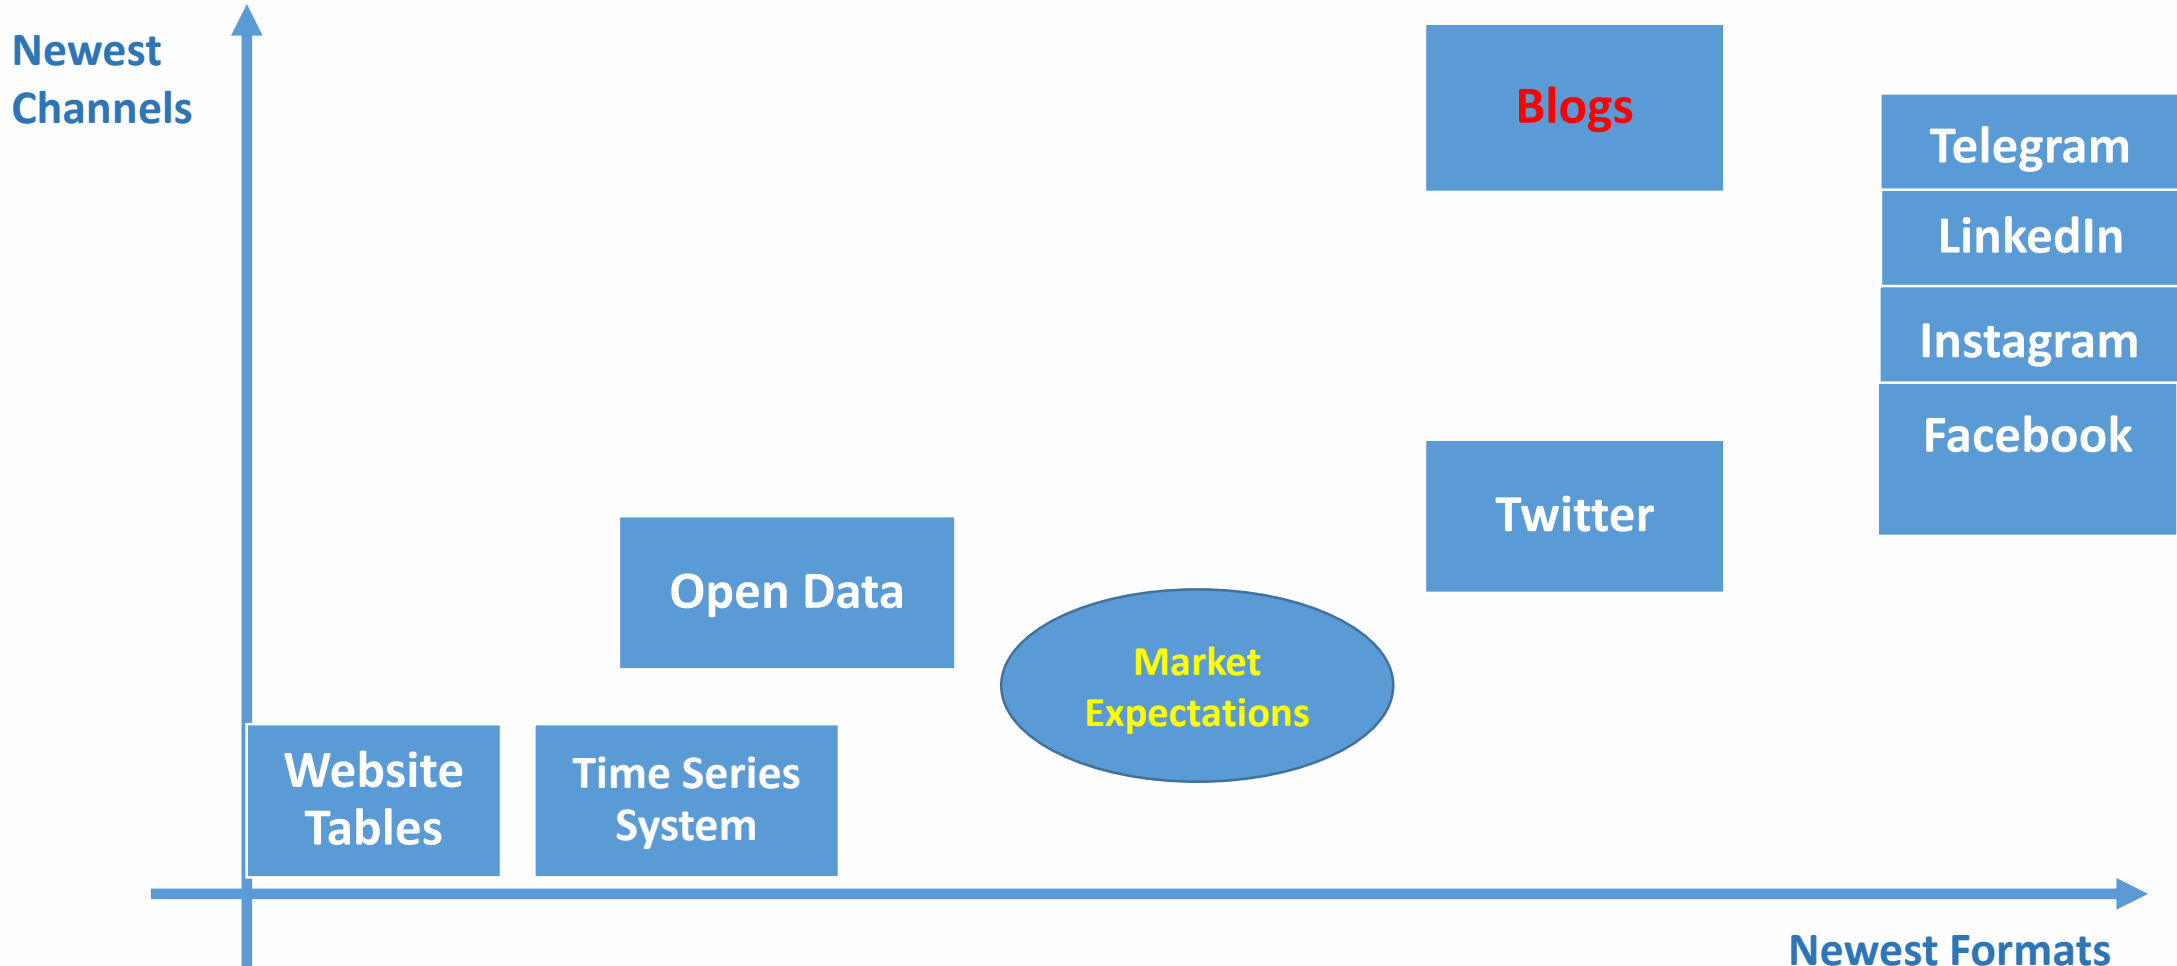 Newest
Channels
Blogs
Telegram
LinkedIn
Instagram
Facebook
Twitter
Open Data
Market
Expectations
Website
Tables
Time Series
System
Newest Formats